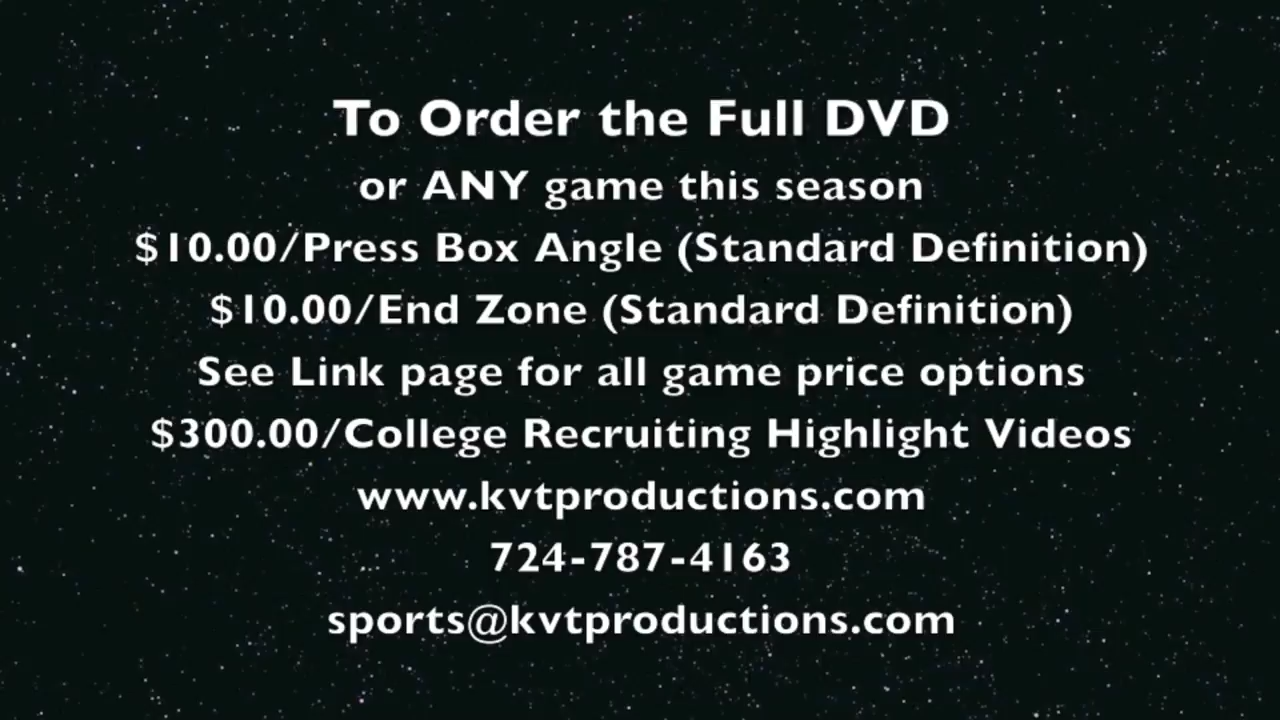 To Order the Full DVD
or ANY game this season
$10.00/Press Box Angle (Standard Definition)
$10.00/End Zone (Standard Definition)
See Link page for all game price options
$300.00/College Recruiting Highlight Videos
www.kvtproductions.com
724-787-4163
sports@kvtproductions.com